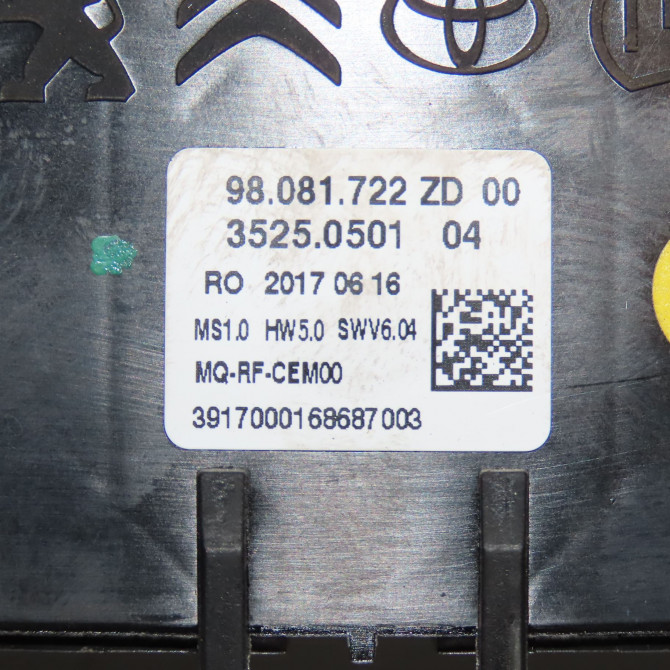 98.081.722 ZD 00
3525.0501 04
RO 2017 06 16
MS1.0 HW5.0 SWV6.04
MQ-RF-CEM00
3917000168687003